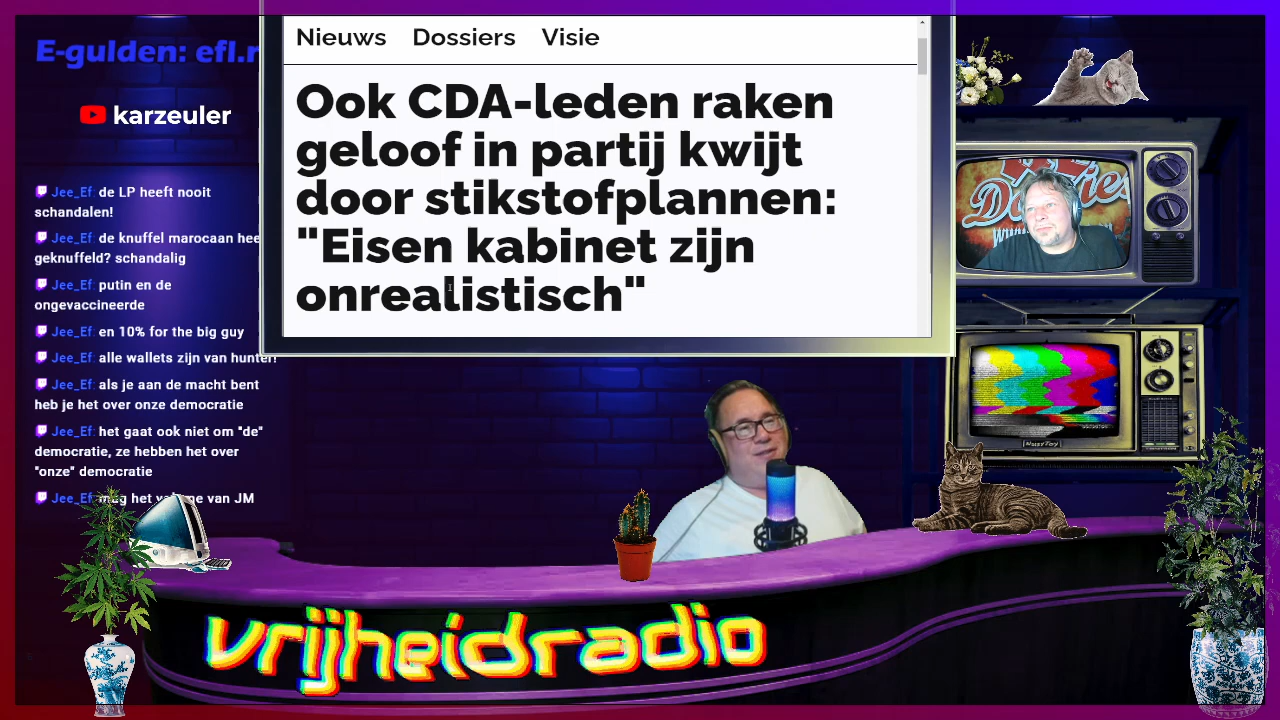 E-gulden: efl.r
karzeuler
Jee_Ef: de LP heeft nooit
schandalen!
Jee_Ef: de knuffel marocaan hee
geknuffeld? schandalig
Jee_Ef: putin en de
ongevaccineerde
Jee_Ef: en 10% for the big guy
Jee_Ef: alle wallets zijn van hunter!
Jee_Ef: als je aan de macht bent
heb je het over onze democratie
Jee_Ef: het gaat ook niet om "de"
democratie, ze hebben het over
"onze" democratie
Jee_Ef: mag het van JM
Nieuws Dossiers Visie
Ook CDA-leden raken
geloof in partij kwijt
door stikstofplannen:
"Eisen kabinet zijn
onrealistisch"
vrijheidradio